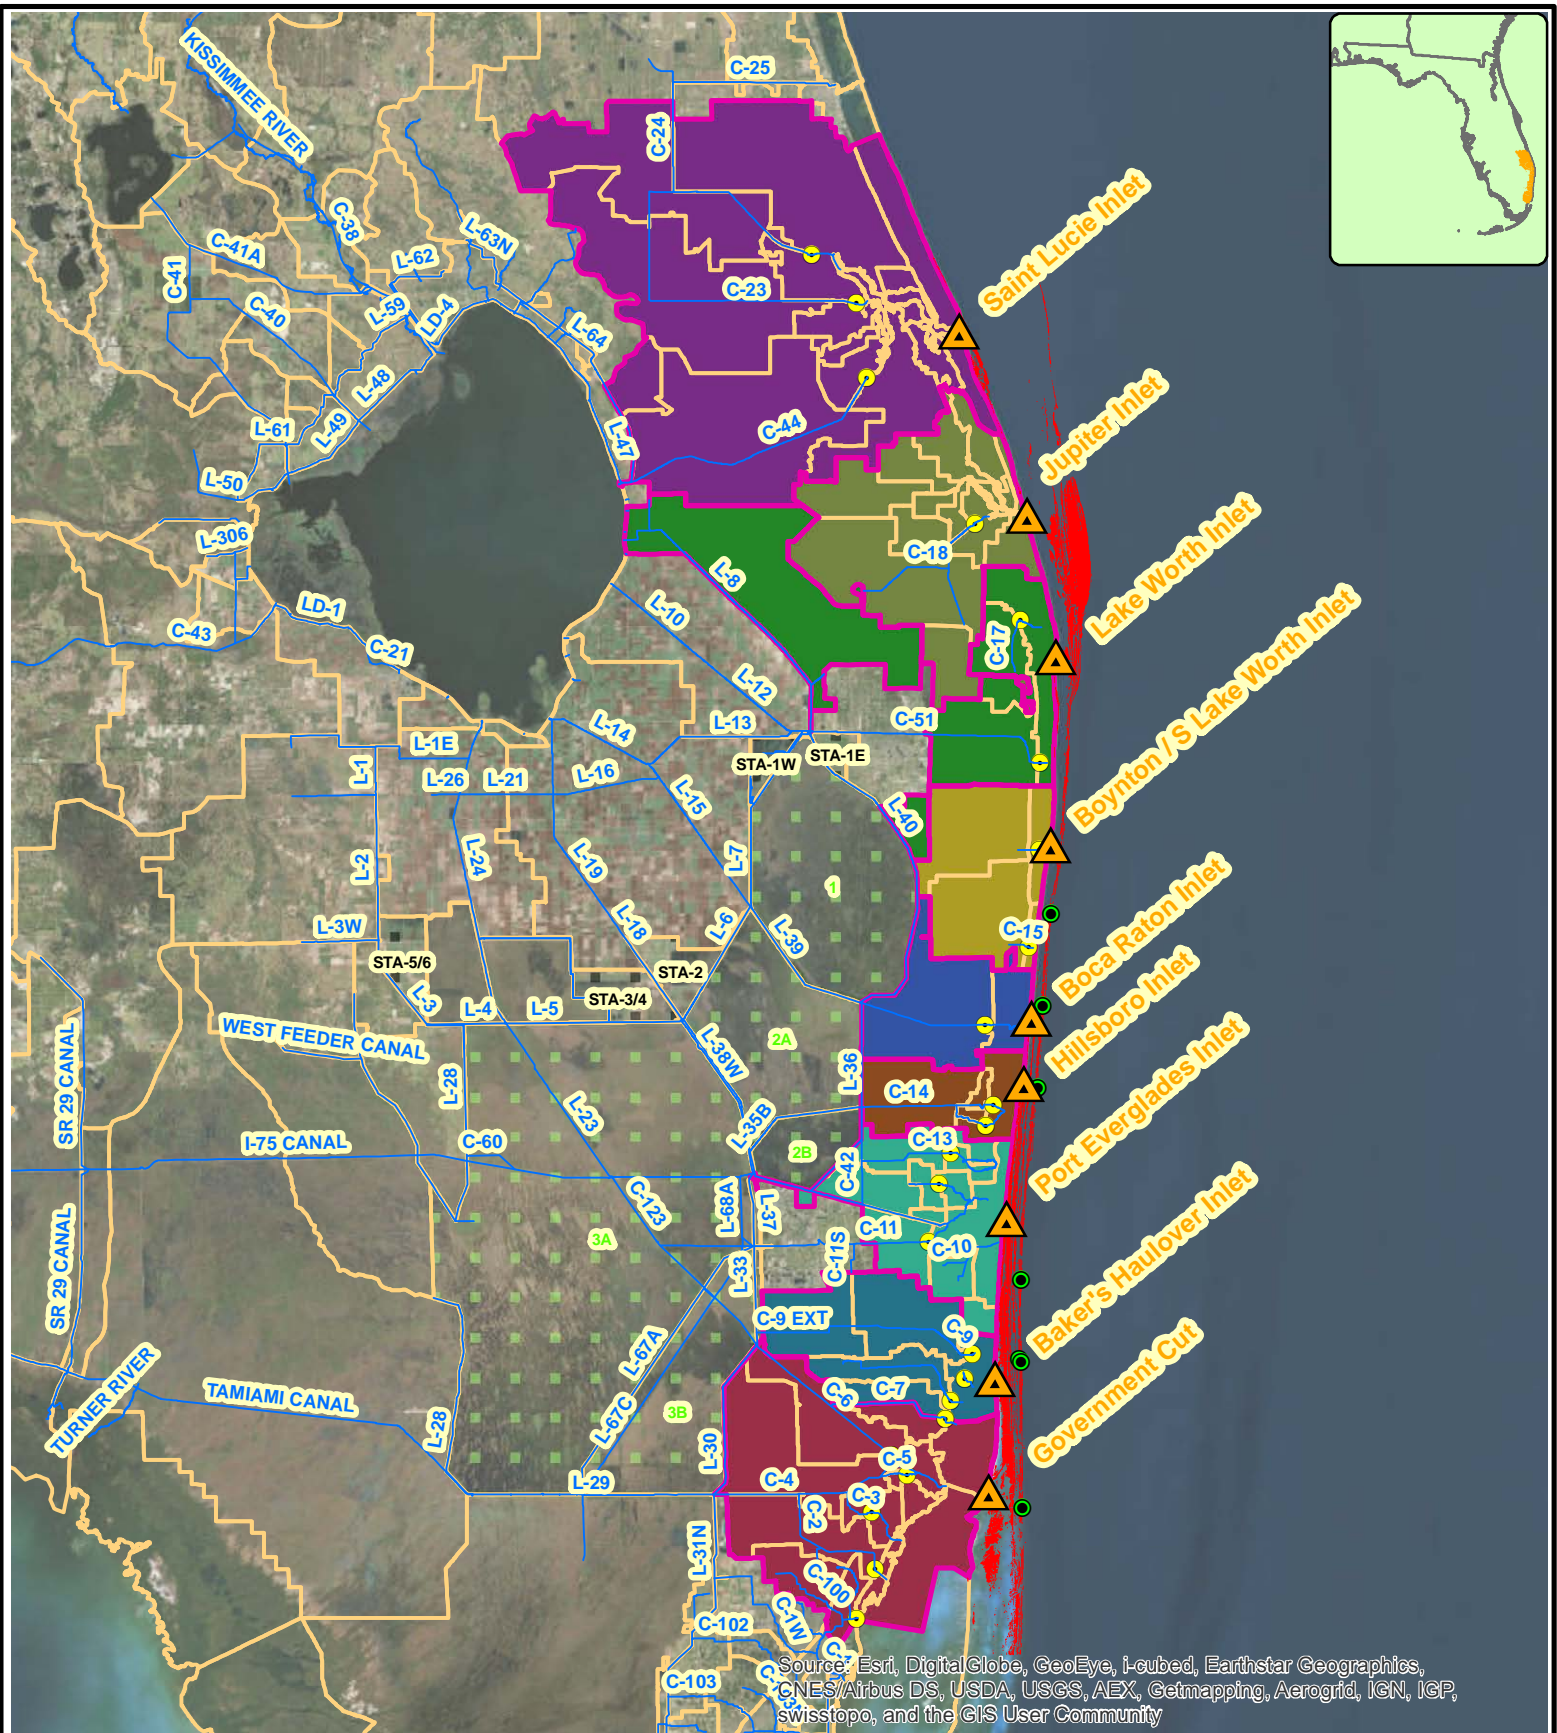 C-25
KISSIMMEE RIVER
C-24
C-38
L-63N
C-41A
L-62
C-41
Saint Lucie Inlet
C-23
L-59
C-40
LD-4
L-64
L-48
Jupiter Inlet
L-61
L-49
C-44
L-47
L-50
L-306
C-18
Lake Worth Inlet
L-8
L-10
LD-1
C-43
C-21
C-17
Boynton / S Lake Worth Inlet
L-12
L-13
C-51
L-14
L-1E
STA-1W
STA-1E
L-1
L-26
L-21
L-16
L-15
L-40
L-2
L-24
L-19
L-7
1
Boca Raton Inlet
L-3W
L-18
L-6
L-39
C-15
STA-5/6
STA-2
Hillsboro Inlet
L-3
L-4
L-5
STA-3/4
WEST FEEDER CANAL
2A
L-38W
L-36
SR 29 CANAL
L-28
C-14
Port Everglades Inlet
L-23
L-35B
I-75 CANAL
C-60
2B
C-13
C-42
C-123
L-68A
L-37
Baker's Haulover Inlet
3A
C-11
C-11S
C-10
SR 29 CANAL
L-33
C-9 EXT
C-9
L-67A
TURNER RIVER
TAMIAMI CANAL
C-6
C-7
Government Cut
L-67C
3B
L-28
L-30
C-5
L-29
C-4
C-3
C-2
L-31N
C-100
C-1W
C-102
C-103
Source: Esri, DigitalGlobe, GeoEye, i-cubed, Earthstar Geographics,
CNES/Airbus DS, USDA, USGS, AEX, Getmapping, Aerogrid, IGN, IGP,
swisstopo, and the GIS User Community